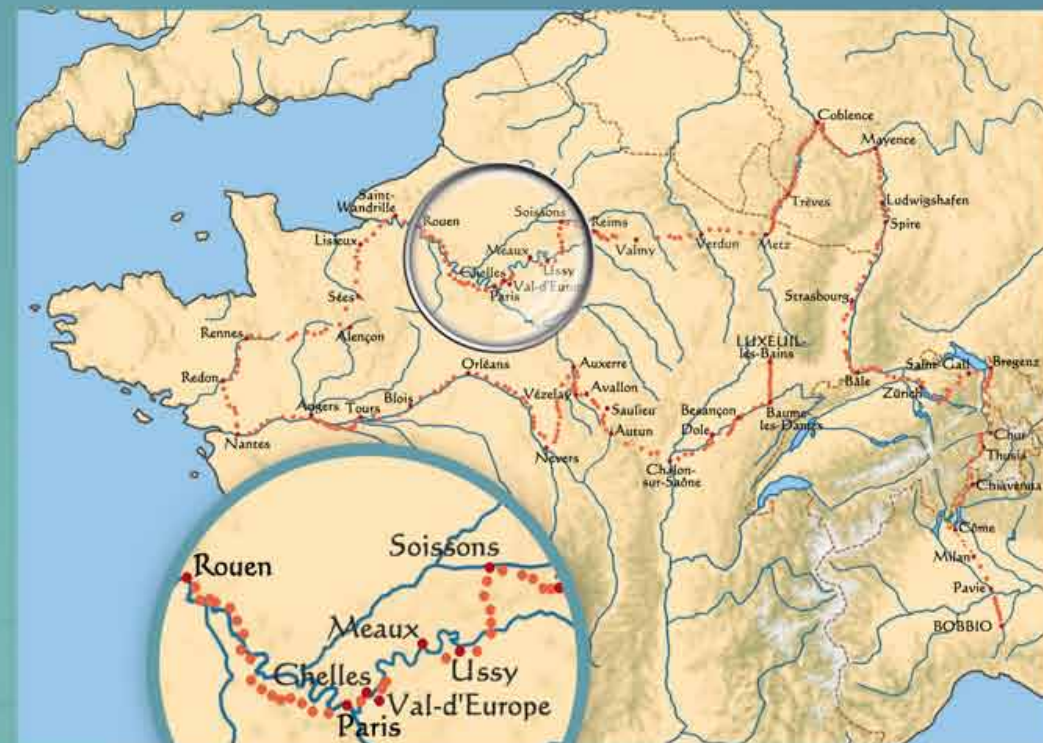 Coblence
Mayence
Saint-
Wandrille
Rouen
Soissons
Reims
Trèves
Ludwigshafen
Spire
Lisieux
Meaux
Valmy
Verdun
Metz
Chelles
Ussy
Val-d'Europe
Paris
Sées
Strasbourg
Rennes
Alençon
LUXEUIL-
les-Bains
Orléans
Auxerre
Saint-Gall
Bregenz
Redon
Bâle
Zürich
Blois
Vézelay
Avallon
Angers
Tours
Saulieu
Besançon
Baume-
les-Dames
Nantes
Autun
Dole
Coire
Nevers
Thusis
Chalon-
sur-Saône
Chiavenna
Côme
Milan
Pavie
BOBBIO
Soissons
Rouen
Meaux
Ussy
Chelles
Val-d'Europe
Paris